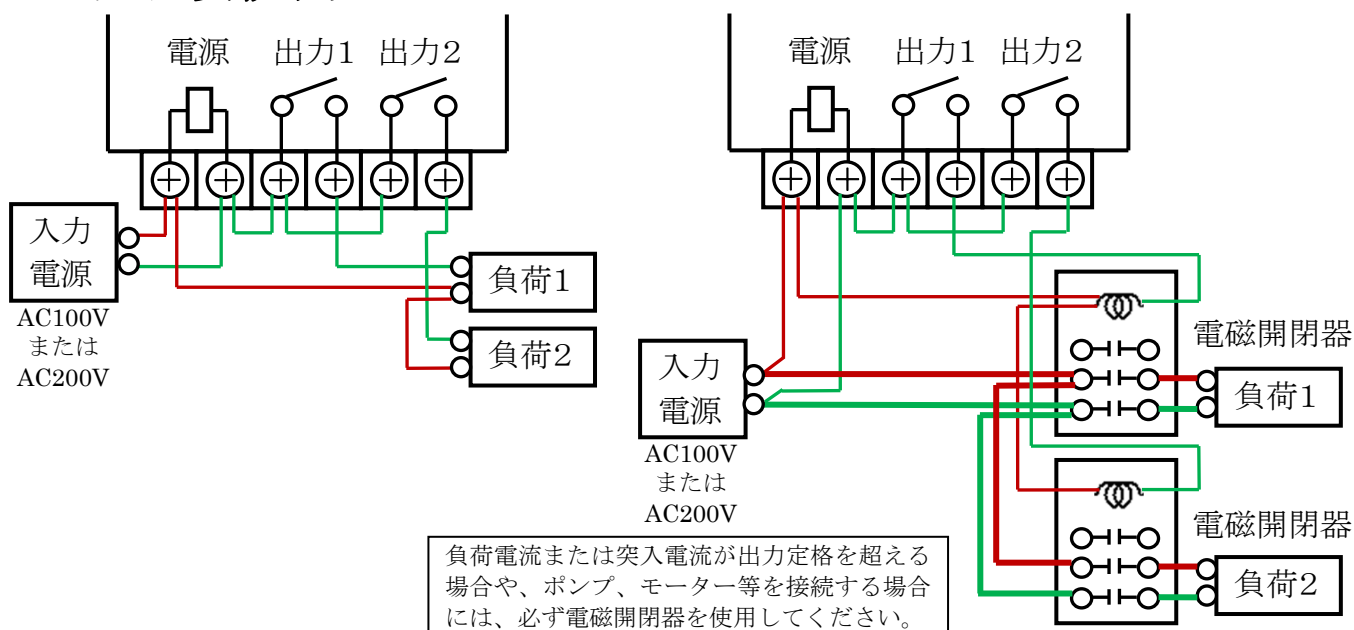 電源 出力1 出力2
入力
電源
AC100V
または
AC200V
負荷1
負荷2
電源 出力1 出力2
入力
電源
AC100V
または
AC200V
電磁開閉器
負荷1
電磁開閉器
負荷2
負荷電流または突入電流が出力定格を超える
場合や、ポンプ、モーター等を接続する場合
には、必ず電磁開閉器を使用してください。